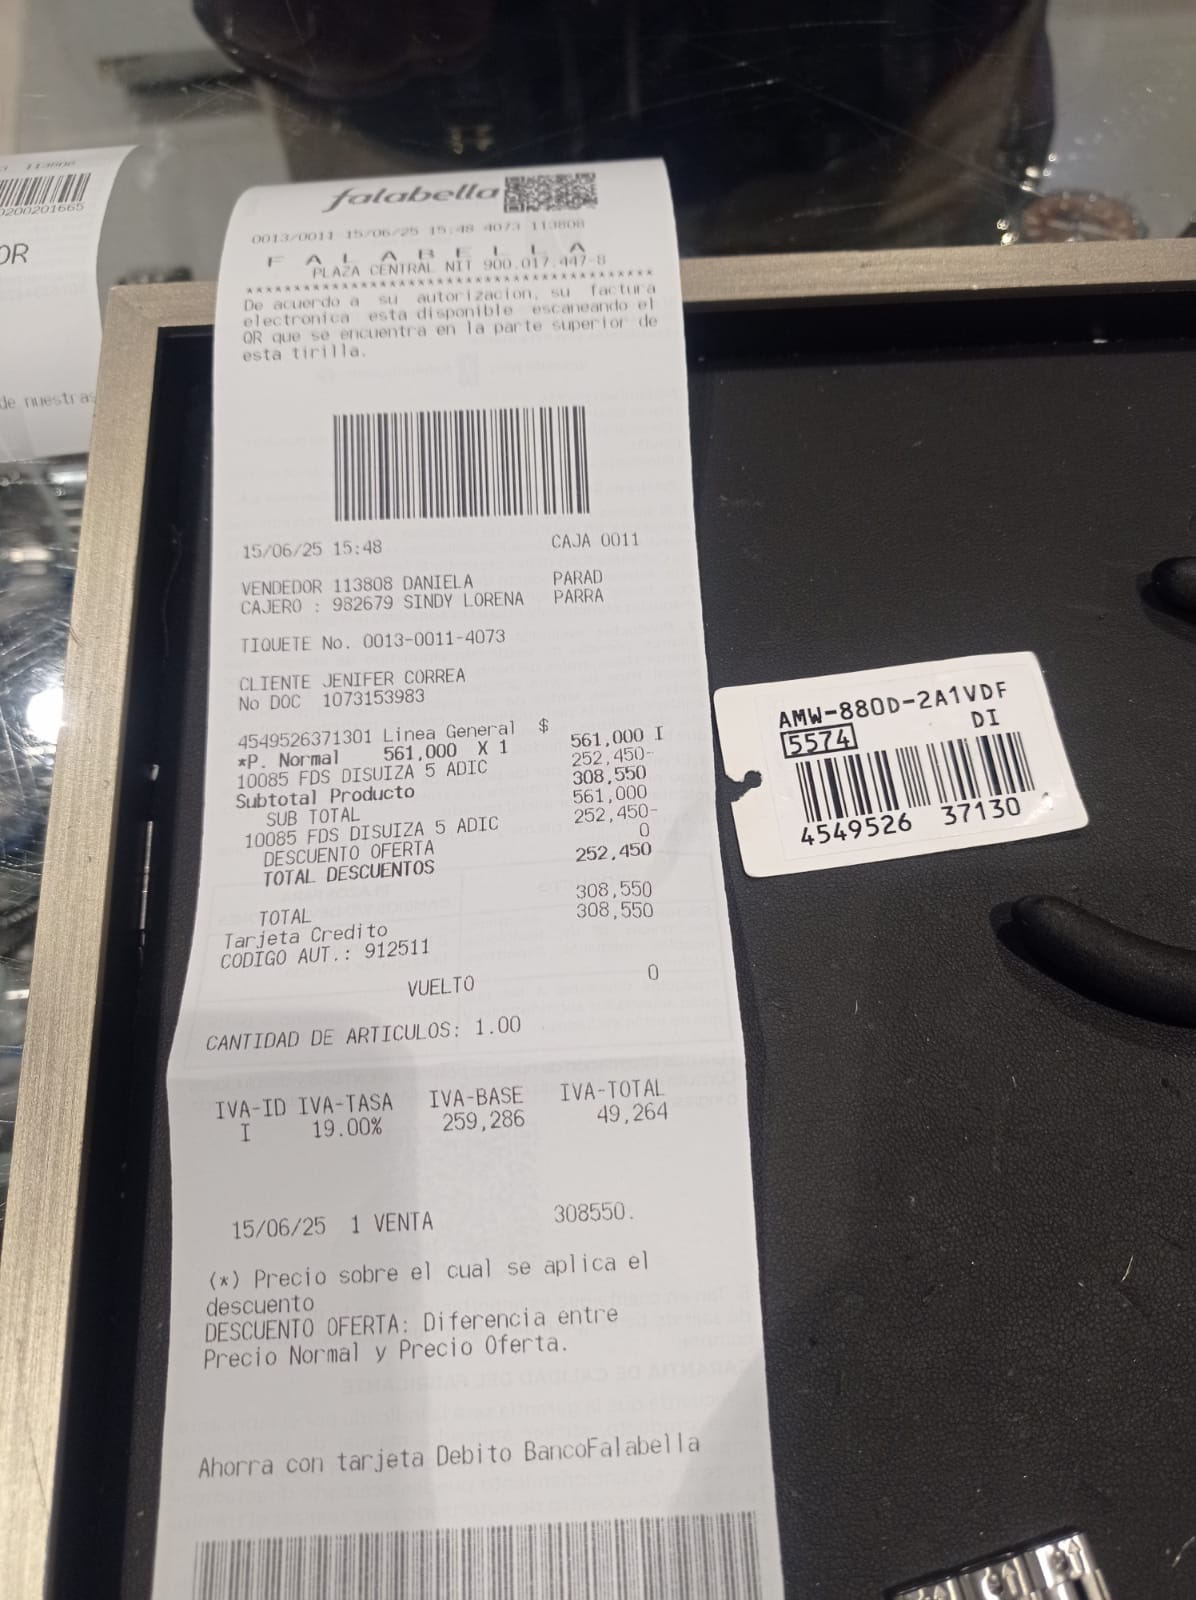 113808
0200201665
OR
de nuestras
falabella
0013/0011 15/06/25 15:48 4073 113808
F A L A B E L L A
PLAZA CENTRAL NIT 900.017.447-8
****************************************
De acuerdo a su autorizacion, su factura
electronica esta disponible escaneando el
QR que se encuentra en la parte superior de
esta tirilla.
15/06/25 15:48 CAJA 0011
VENDEDOR 113808 DANIELA PARAD
CAJERO : 982679 SINDY LORENA PARRA
TIQUETE No. 0013-0011-4073
CLIENTE JENIFER CORREA
No DOC 1073153983
4549526371301 Linea General $ 561,000 I
*P. Normal 561,000 X 1
10085 FDS DISUIZA 5 ADIC 252,450-
Subtotal Producto 308,550
SUB TOTAL 561,000
10085 FDS DISUIZA 5 ADIC 252,450-
DESCUENTO OFERTA 0
TOTAL DESCUENTOS 252,450
TOTAL 308,550
Tarjeta Credito 308,550
CODIGO AUT.: 912511
VUELTO 0
CANTIDAD DE ARTICULOS: 1.00
IVA-ID IVA-TASA IVA-BASE IVA-TOTAL
I 19.00% 259,286 49,264
15/06/25 1 VENTA 308550.
(*) Precio sobre el cual se aplica el
descuento
DESCUENTO OFERTA: Diferencia entre
Precio Normal y Precio Oferta.
Ahorra con tarjeta Debito BancoFalabella
AMW-880D-2A1VDF
5574 DI
4549526 37130